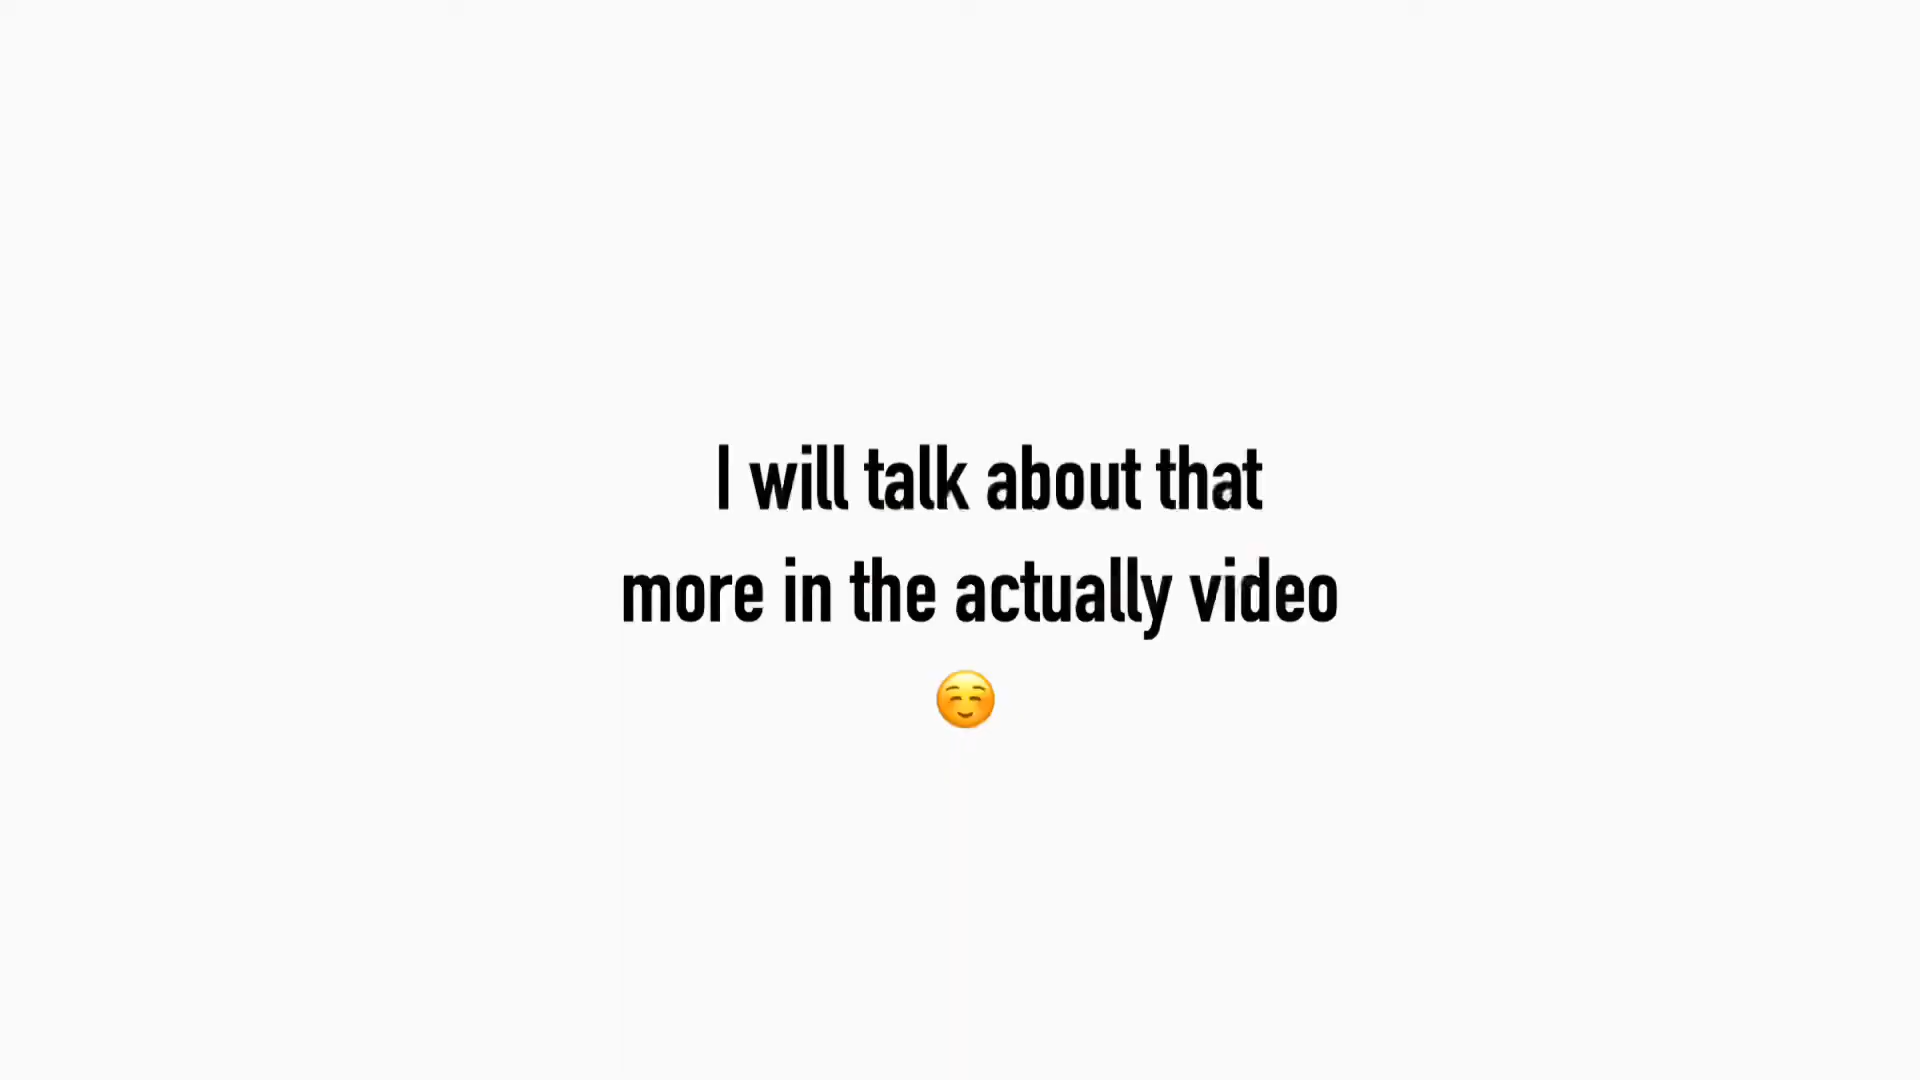 I will talk about that
more in the actually video
☺️